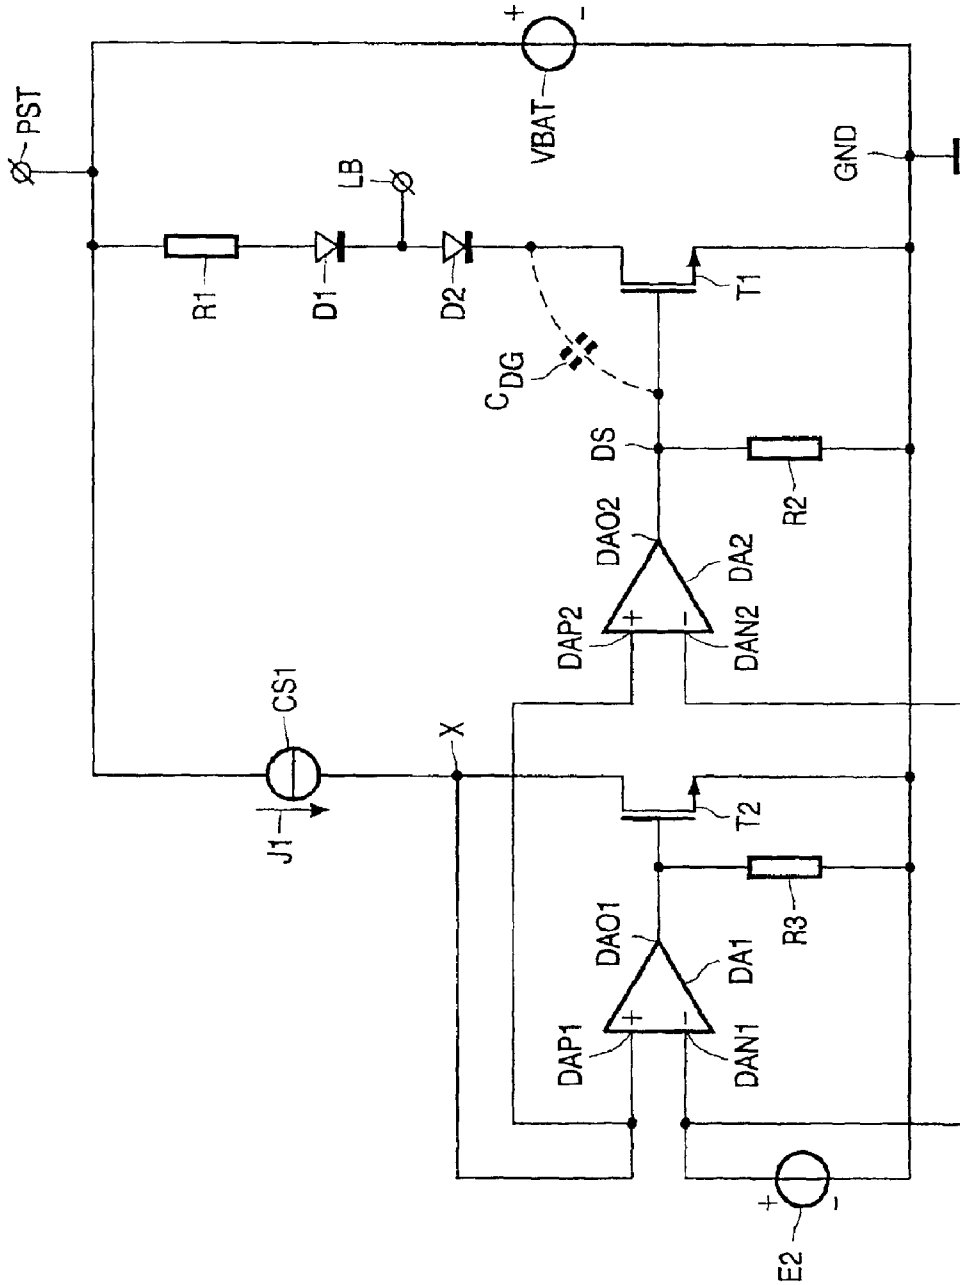 PST
+
-
VBAT
LB
GND
R1
D1
D2
T1
CDG
DS
R2
DAO2
DA2
DAP2
+
-
DAN2
CS1
X
J1
T2
R3
DAO1
DA1
DAP1
+
-
DAN1
+
-
E2